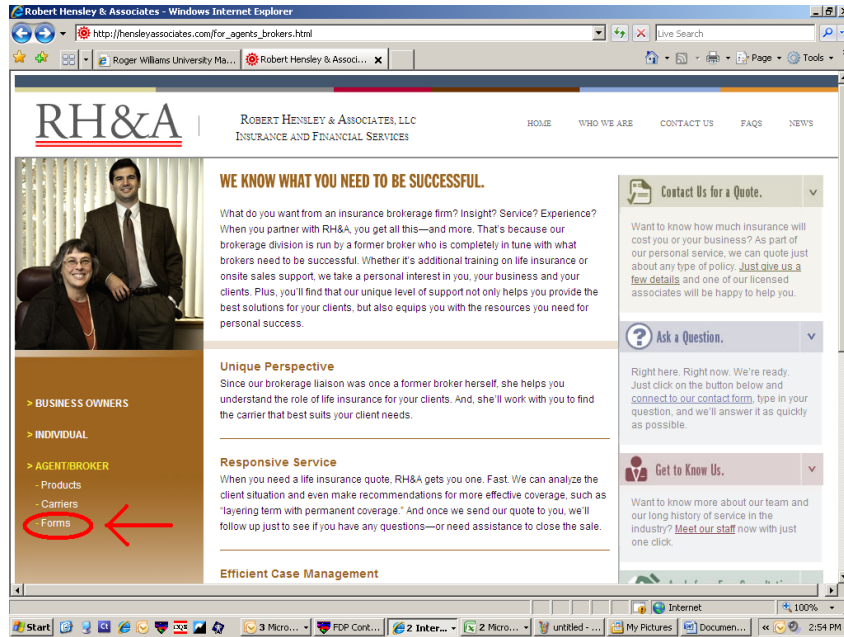 Robert Hensley & Associates - Windows Internet Explorer
http://hensleyassociates.com/for_agents_brokers.html
Live Search
Roger Williams University Ma...
Robert Hensley & Associ...
Page
Tools
RH&A
ROBERT HENSLEY & ASSOCIATES, LLC
INSURANCE AND FINANCIAL SERVICES
HOME
WHO WE ARE
CONTACT US
FAQS
NEWS
> BUSINESS OWNERS
> INDIVIDUAL
> AGENT/BROKER
- Products
- Carriers
- Forms
WE KNOW WHAT YOU NEED TO BE SUCCESSFUL.
What do you want from an insurance brokerage firm? Insight? Service? Experience?
When you partner with RH&A, you get all this—and more. That's because our
brokerage division is run by a former broker who is completely in tune with what
brokers need to be successful. Whether it's additional training on life insurance or
onsite sales support, we take a personal interest in you, your business and your
clients. Plus, you'll find that our unique level of support not only helps you provide the
best solutions for your clients, but also equips you with the resources you need for
personal success.
Unique Perspective
Since our brokerage liaison was once a former broker herself, she helps you
understand the role of life insurance for your clients. And, she'll work with you to find
the carrier that best suits your client needs.
Responsive Service
When you need a life insurance quote, RH&A gets you one. Fast. We can analyze the
client situation and even make recommendations for more effective coverage, such as
"layering term with permanent coverage." And once we send our quote to you, we'll
follow up just to see if you have any questions—or need assistance to close the sale.
Efficient Case Management
Contact Us for a Quote.
Want to know how much insurance will
cost you or your business? As part of
our personal service, we can quote just
about any type of policy. Just give us a
few details and one of our licensed
associates will be happy to help you.
Ask a Question.
Right here. Right now. We're ready.
Just click on the button below and
connect to our contact form, type in your
question, and we'll answer it as quickly
as possible.
Get to Know Us.
Want to know more about our team and
our long history of service in the
industry? Meet our staff now with just
one click.
Internet
100%
Start
3 Micro...
FDP Cont...
2 Inter...
2 Micro...
untitled - ...
My Pictures
Documen...
2:54 PM